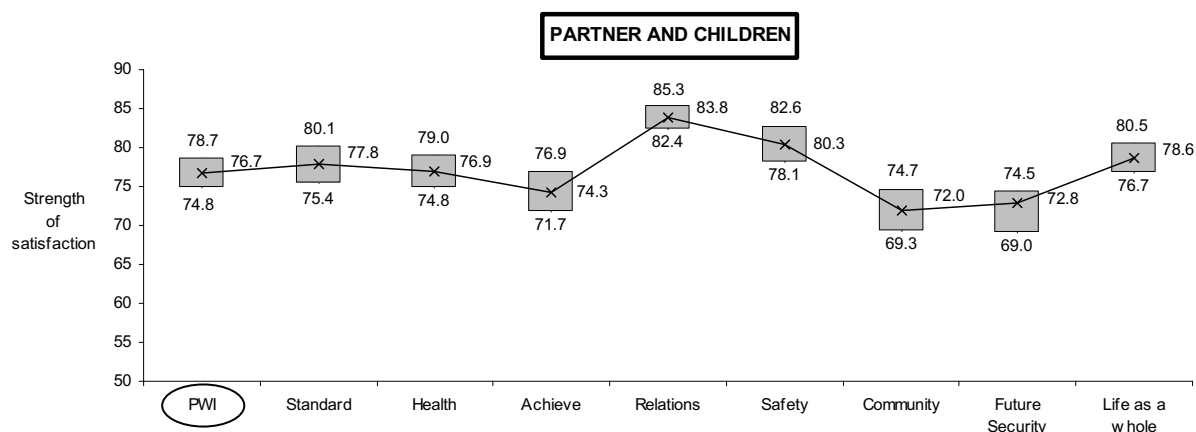 PARTNER AND CHILDREN
90
85
80
75
70
65
60
55
50
Strength
of
satisfaction
78.7
76.7
74.8
80.1
77.8
75.4
79.0
76.9
74.8
76.9
74.3
71.7
85.3
83.8
82.4
82.6
80.3
78.1
74.7
72.0
69.3
74.5
72.8
69.0
80.5
78.6
76.7
PWI
Standard
Health
Achieve
Relations
Safety
Community
Future
Security
Life as a
w hole